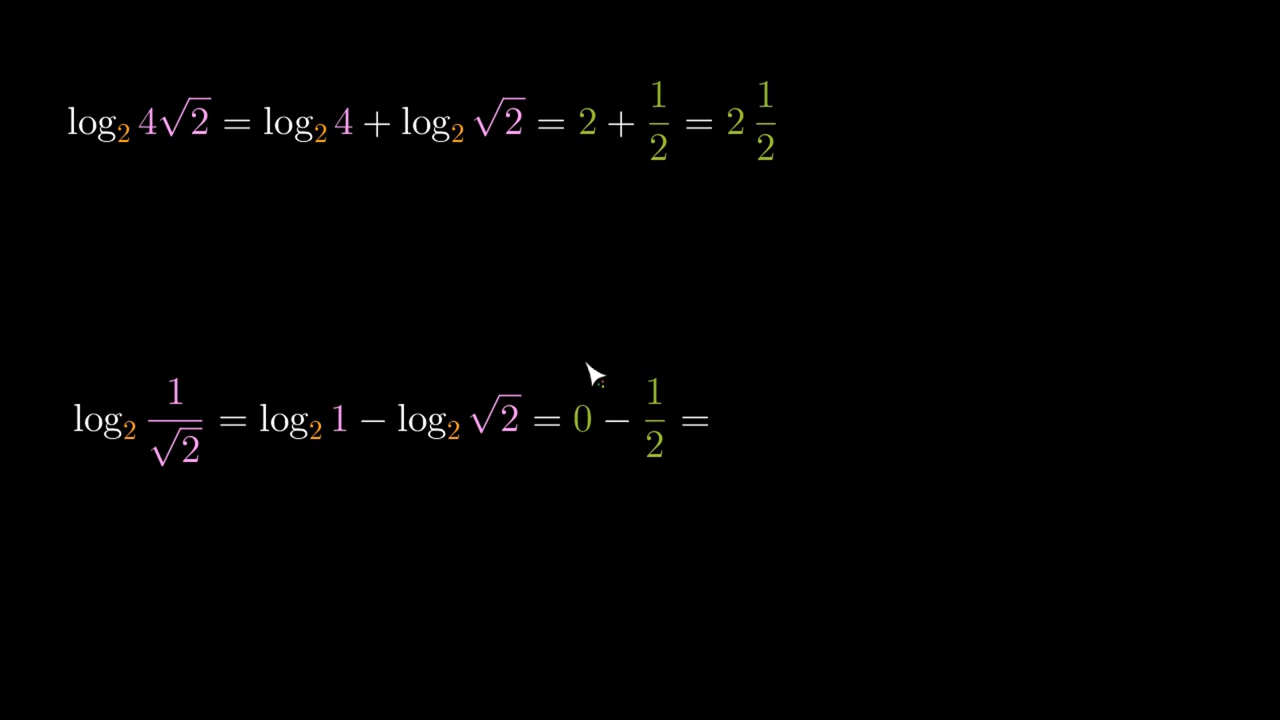 log₂ 4√2 = log₂ 4 + log₂ √2 = 2 + 1/2 = 2 1/2
log₂ 1/√2 = log₂ 1 − log₂ √2 = 0 − 1/2 =